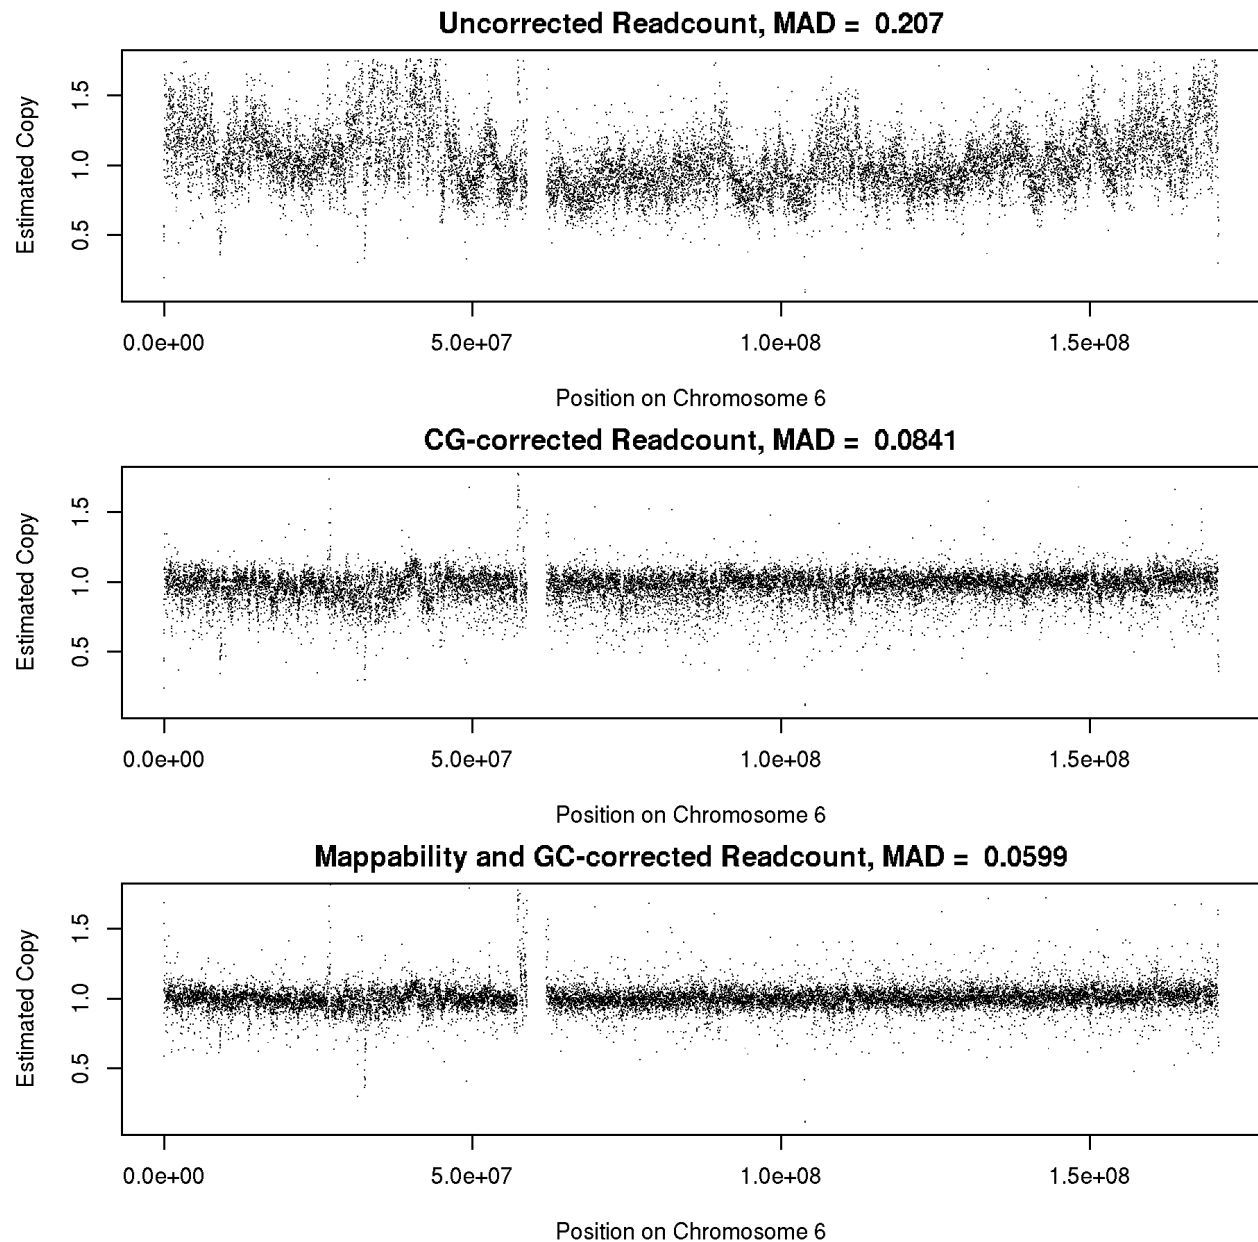 Uncorrected Readcount, MAD = 0.207
Estimated Copy
1.5
1.0
0.5
0.0e+00 5.0e+07 1.0e+08 1.5e+08
Position on Chromosome 6
CG-corrected Readcount, MAD = 0.0841
Estimated Copy
1.5
1.0
0.5
0.0e+00 5.0e+07 1.0e+08 1.5e+08
Position on Chromosome 6
Mappability and GC-corrected Readcount, MAD = 0.0599
Estimated Copy
1.5
1.0
0.5
0.0e+00 5.0e+07 1.0e+08 1.5e+08
Position on Chromosome 6